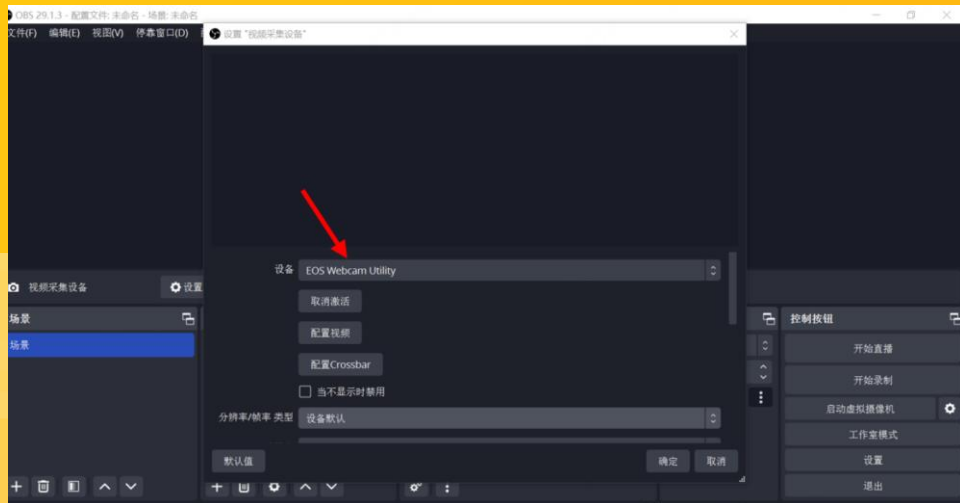 OBS 29.1.3 - 配置文件: 未命名 - 场景: 未命名
文件(F) 编辑(E) 视图(V) 停靠窗口(D)
设置 "视频采集设备"
设备 EOS Webcam Utility
取消激活
配置视频
配置Crossbar
当不显示时禁用
分辨率/帧率 类型 设备默认
默认值 确定 取消
视频采集设备 设置
场景
场景
控制按钮
开始直播
开始录制
启动虚拟摄像机
工作室模式
设置
退出